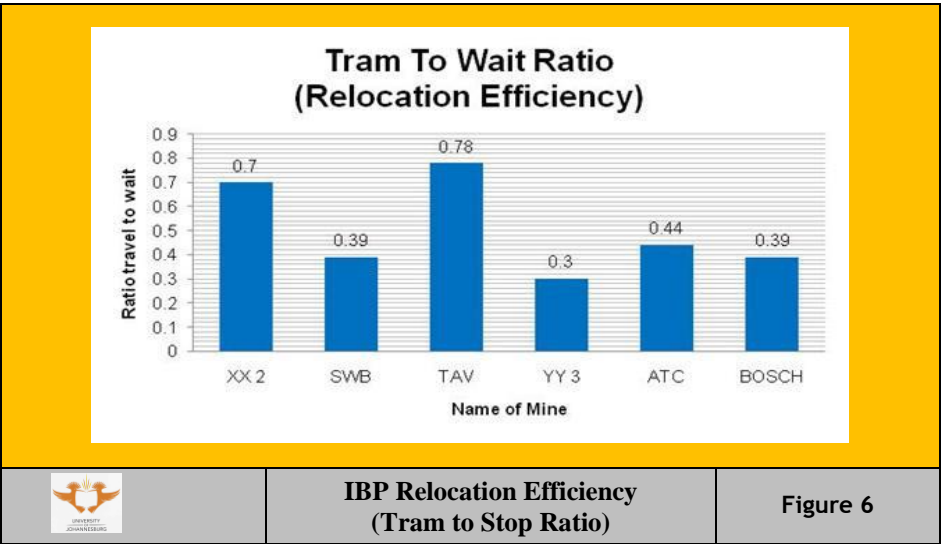 Tram To Wait Ratio
(Relocation Efficiency)
Ratio travel to wait
0.9
0.8
0.7
0.6
0.5
0.4
0.3
0.2
0.1
0
0.7
0.39
0.78
0.3
0.44
0.39
XX 2 SWB TAV YY 3 ATC BOSCH
Name of Mine
UNIVERSITY
OF
JOHANNESBURG
IBP Relocation Efficiency
(Tram to Stop Ratio)
Figure 6